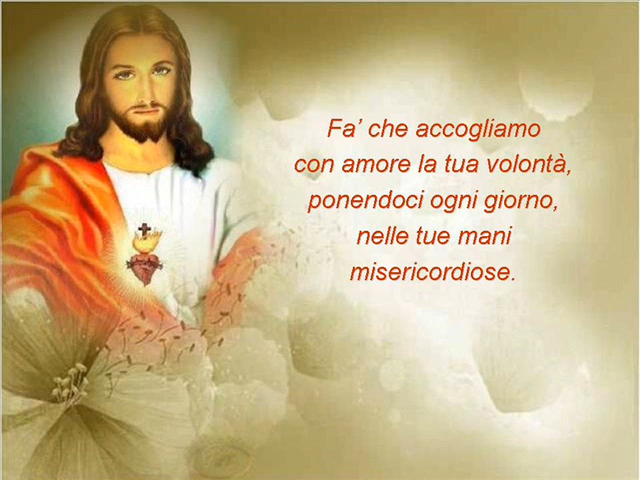 Fa’ che accogliamo
con amore la tua volontà,
ponendoci ogni giorno,
nelle tue mani
misericordiose.